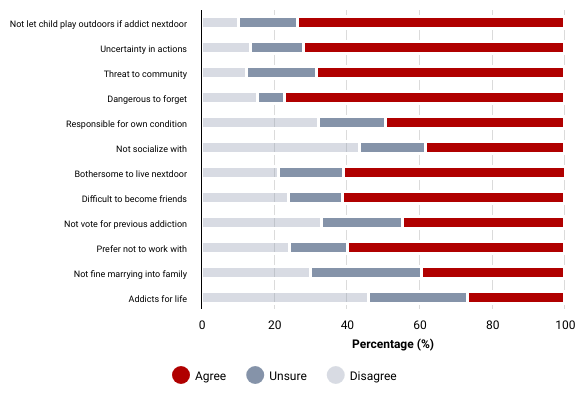 Not let child play outdoors if addict nextdoor
Uncertainty in actions
Threat to community
Dangerous to forget
Responsible for own condition
Not socialize with
Bothersome to live nextdoor
Difficult to become friends
Not vote for previous addiction
Prefer not to work with
Not fine marrying into family
Addicts for life
0 20 40 60 80 100
Percentage (%)
Agree Unsure Disagree